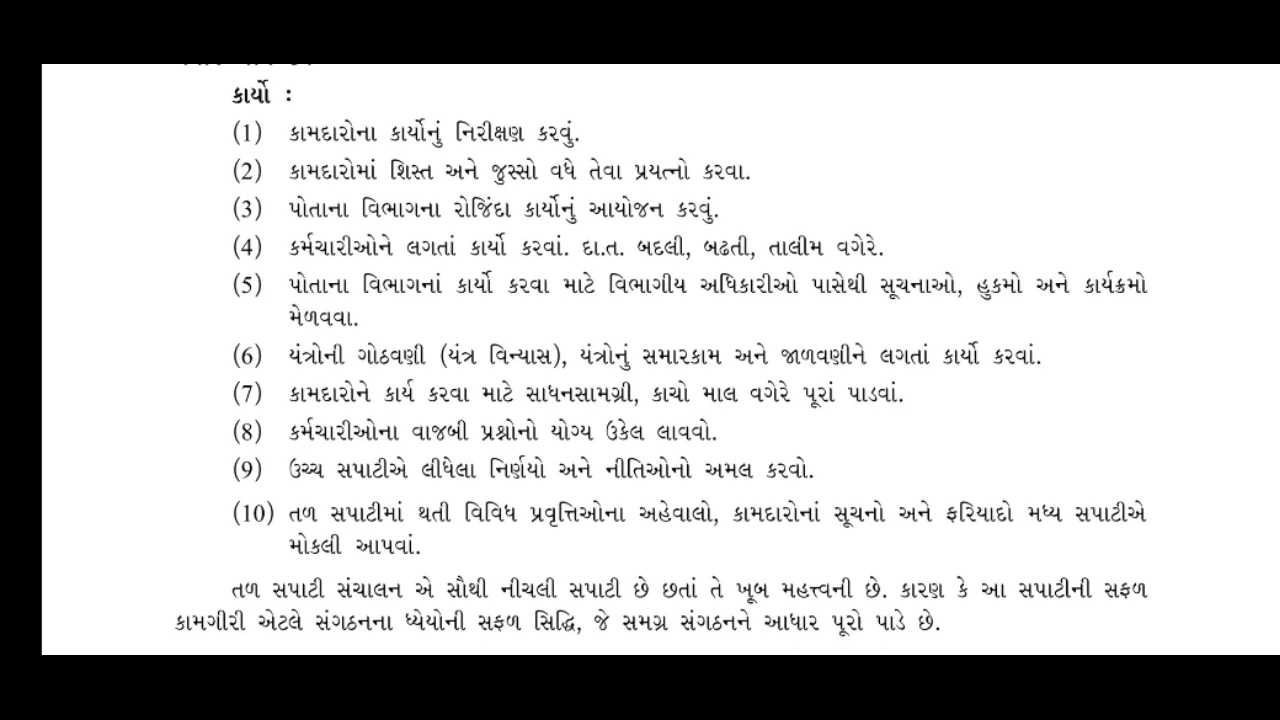 કાર્યો :
(1) કામદારોના કાર્યોનું નિરીક્ષણ કરવું.
(2) કામદારોમાં શિસ્ત અને જુસ્સો વધે તેવા પ્રયત્નો કરવા.
(3) પોતાના વિભાગના રોજિંદા કાર્યોનું આયોજન કરવું.
(4) કર્મચારીઓને લગતાં કાર્યો કરવાં. દા.ત. બદલી, બઢતી, તાલીમ વગેરે.
(5) પોતાના વિભાગનાં કાર્યો કરવા માટે વિભાગીય અધિકારીઓ પાસેથી સૂચનાઓ, હુકમો અને કાર્યક્રમો
મેળવવા.
(6) યંત્રોની ગોઠવણી (યંત્ર વિન્યાસ), યંત્રોનું સમારકામ અને જાળવણીને લગતાં કાર્યો કરવાં.
(7) કામદારોને કાર્ય કરવા માટે સાધનસામગ્રી, કાચો માલ વગેરે પૂરાં પાડવાં.
(8) કર્મચારીઓના વાજબી પ્રશ્નોનો યોગ્ય ઉકેલ લાવવો.
(9) ઉચ્ચ સપાટીએ લીધેલા નિર્ણયો અને નીતિઓનો અમલ કરવો.
(10) તળ સપાટીમાં થતી વિવિધ પ્રવૃત્તિઓના અહેવાલો, કામદારોનાં સૂચનો અને ફરિયાદો મધ્ય સપાટીએ
મોકલી આપવાં.
તળ સપાટી સંચાલન એ સૌથી નીચલી સપાટી છે છતાં તે ખૂબ મહત્ત્વની છે. કારણ કે આ સપાટીની સફળ
કામગીરી એટલે સંગઠનના ધ્યેયોની સફળ સિદ્ધિ, જે સમગ્ર સંગઠનને આધાર પૂરો પાડે છે.